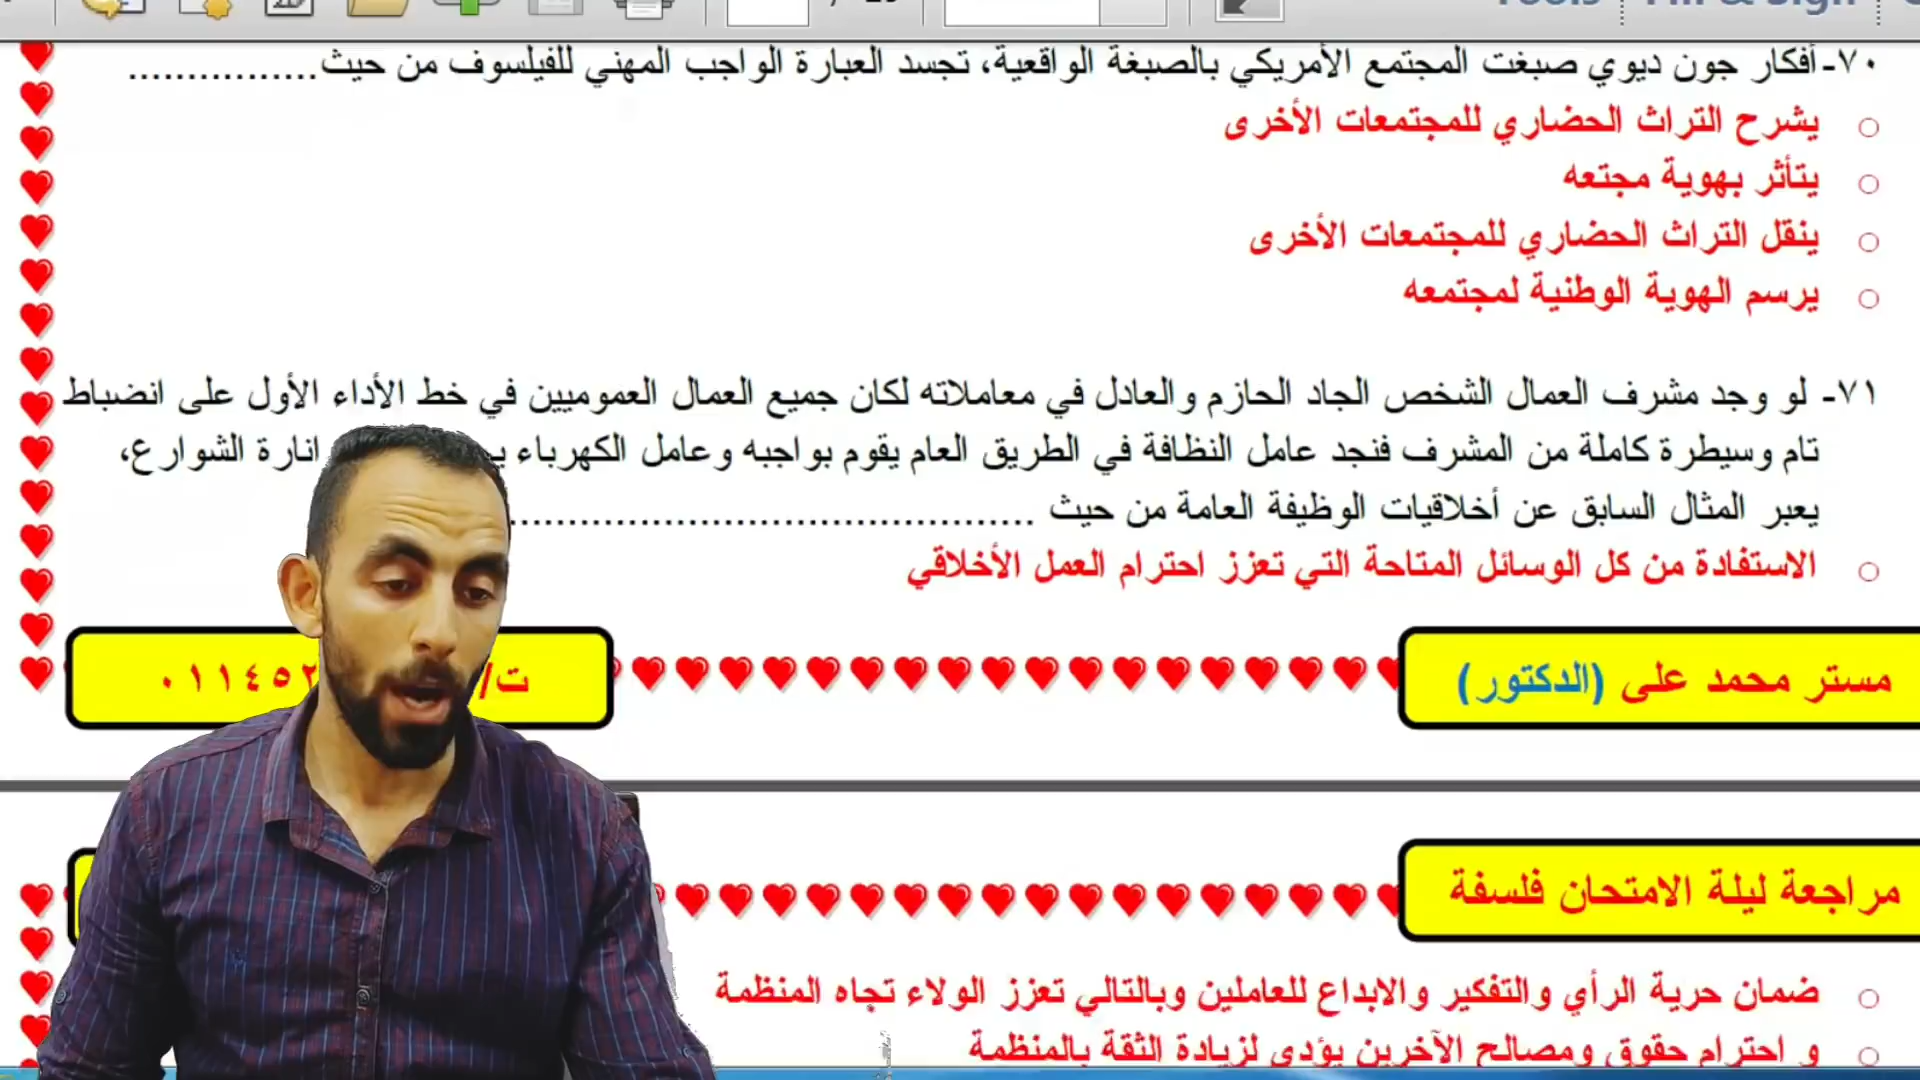 Tools Fill & Sign
٧٠- أفكار جون ديوي صبغت المجتمع الأمريكي بالصبغة الواقعية، تجسد العبارة الواجب المهني للفيلسوف من حيث................
يشرح التراث الحضاري للمجتمعات الأخرى
يتأثر بهوية مجتعه
ينقل التراث الحضاري للمجتمعات الأخرى
يرسم الهوية الوطنية لمجتمعه
٧١- لو وجد مشرف العمال الشخص الجاد الحازم والعادل في معاملاته لكان جميع العمال العموميين في خط الأداء الأول على انضباط
تام وسيطرة كاملة من المشرف فنجد عامل النظافة في الطريق العام يقوم بواجبه وعامل الكهرباء انارة الشوارع،
يعبر المثال السابق عن أخلاقيات الوظيفة العامة من حيث ............................................
الاستفادة من كل الوسائل المتاحة التي تعزز احترام العمل الأخلاقي
مستر محمد على (الدكتور)
ت/ ٠١١٤٥٢
مراجعة ليلة الامتحان فلسفة
ضمان حرية الرأي والتفكير والابداع للعاملين وبالتالي تعزز الولاء تجاه المنظمة
و احترام حقوق ومصالح الآخرين يؤدي لزيادة الثقة بالمنظمة